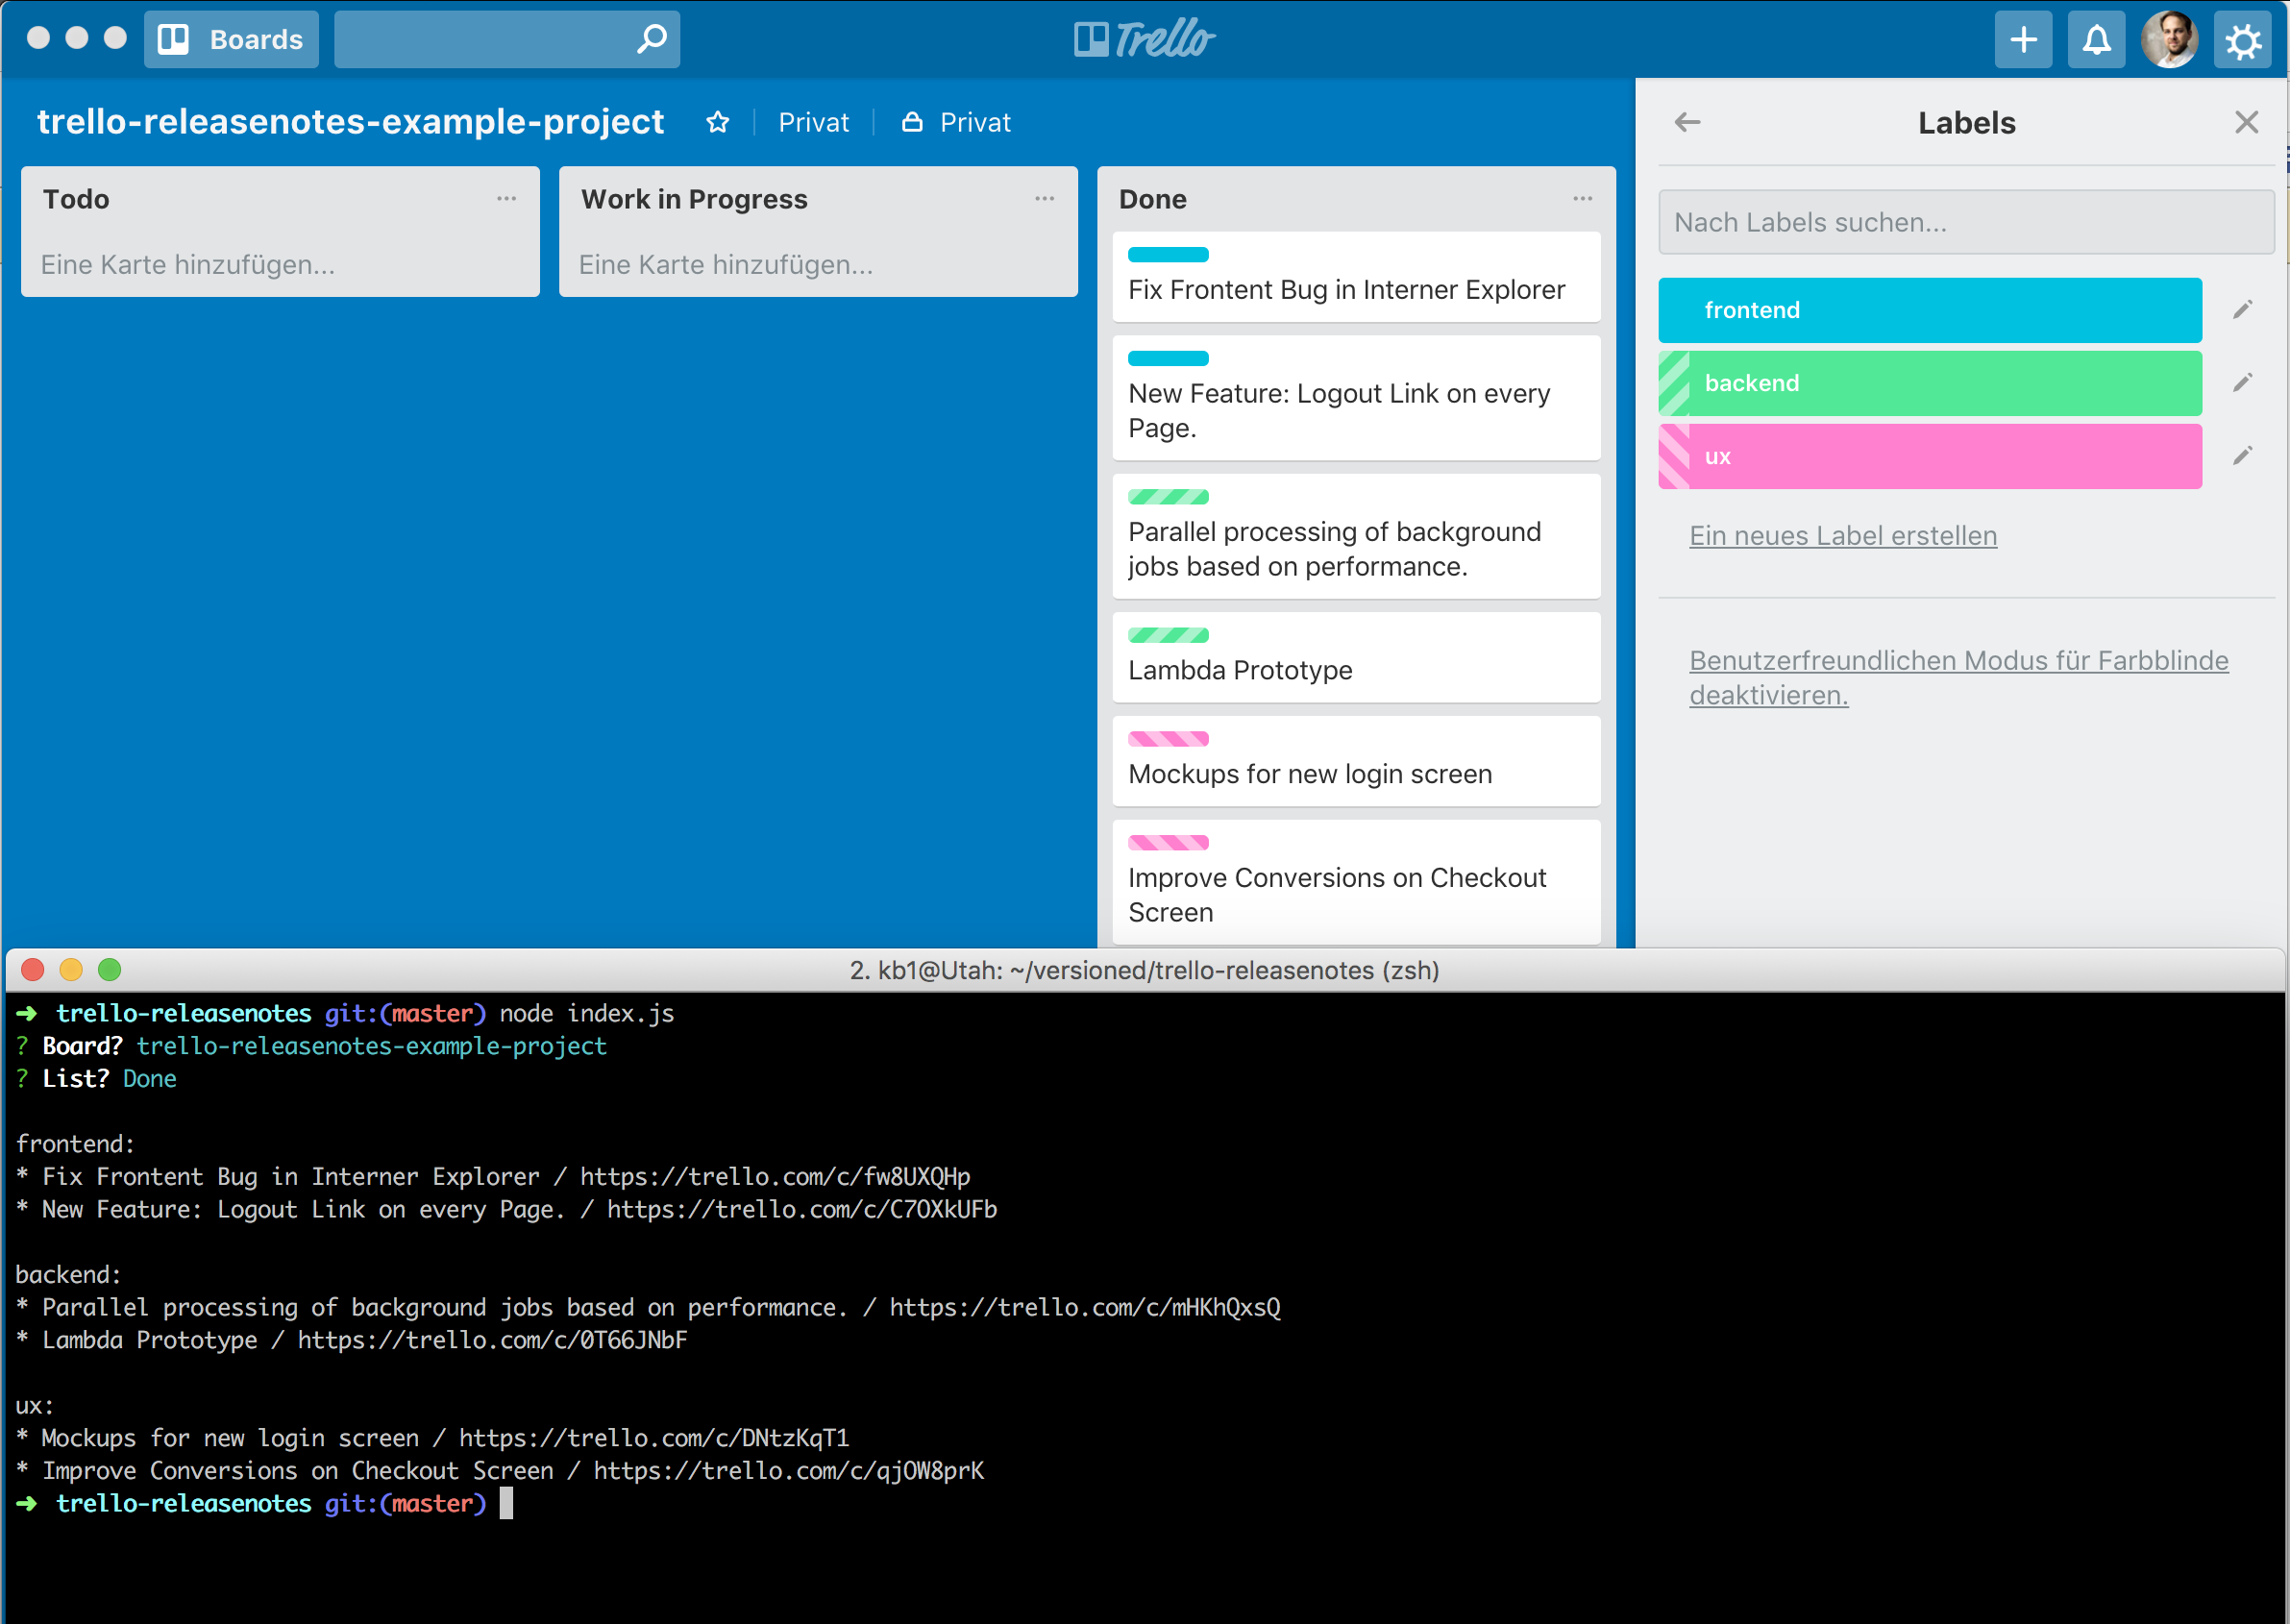 Boards
Trello
trello-releasenotes-example-project
Privat
Privat
Todo
Eine Karte hinzufügen...
Work in Progress
Eine Karte hinzufügen...
Done
Fix Frontent Bug in Interner Explorer
New Feature: Logout Link on every
Page.
Parallel processing of background
jobs based on performance.
Lambda Prototype
Mockups for new login screen
Improve Conversions on Checkout
Screen
Labels
Nach Labels suchen...
frontend
backend
ux
Ein neues Label erstellen
Benutzerfreundlichen Modus für Farbblinde
deaktivieren.
2. kb1@Utah: ~/versioned/trello-releasenotes (zsh)
➜ trello-releasenotes git:(master) node index.js
? Board? trello-releasenotes-example-project
? List? Done
frontend:
* Fix Frontent Bug in Interner Explorer / https://trello.com/c/fw8UXQHp
* New Feature: Logout Link on every Page. / https://trello.com/c/C7OXkUFb
backend:
* Parallel processing of background jobs based on performance. / https://trello.com/c/mHKhQxsQ
* Lambda Prototype / https://trello.com/c/0T66JNbF
ux:
* Mockups for new login screen / https://trello.com/c/DNtzKqT1
* Improve Conversions on Checkout Screen / https://trello.com/c/qjOW8prK
➜ trello-releasenotes git:(master)